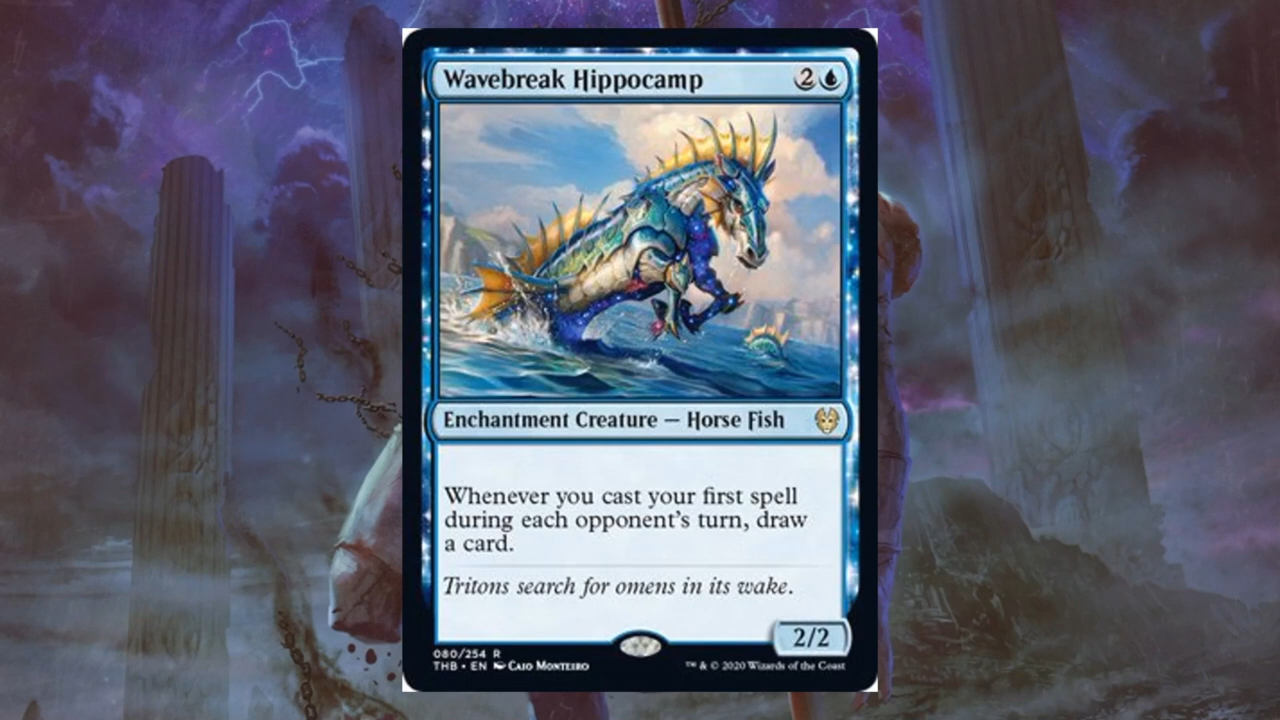 Wavebreak Hippocamp 2
Enchantment Creature — Horse Fish
Whenever you cast your first spell
during each opponent's turn, draw
a card.
Tritons search for omens in its wake.
2/2
080/254 R
THB • EN Caio Monteiro
™ & © 2020 Wizards of the Coast